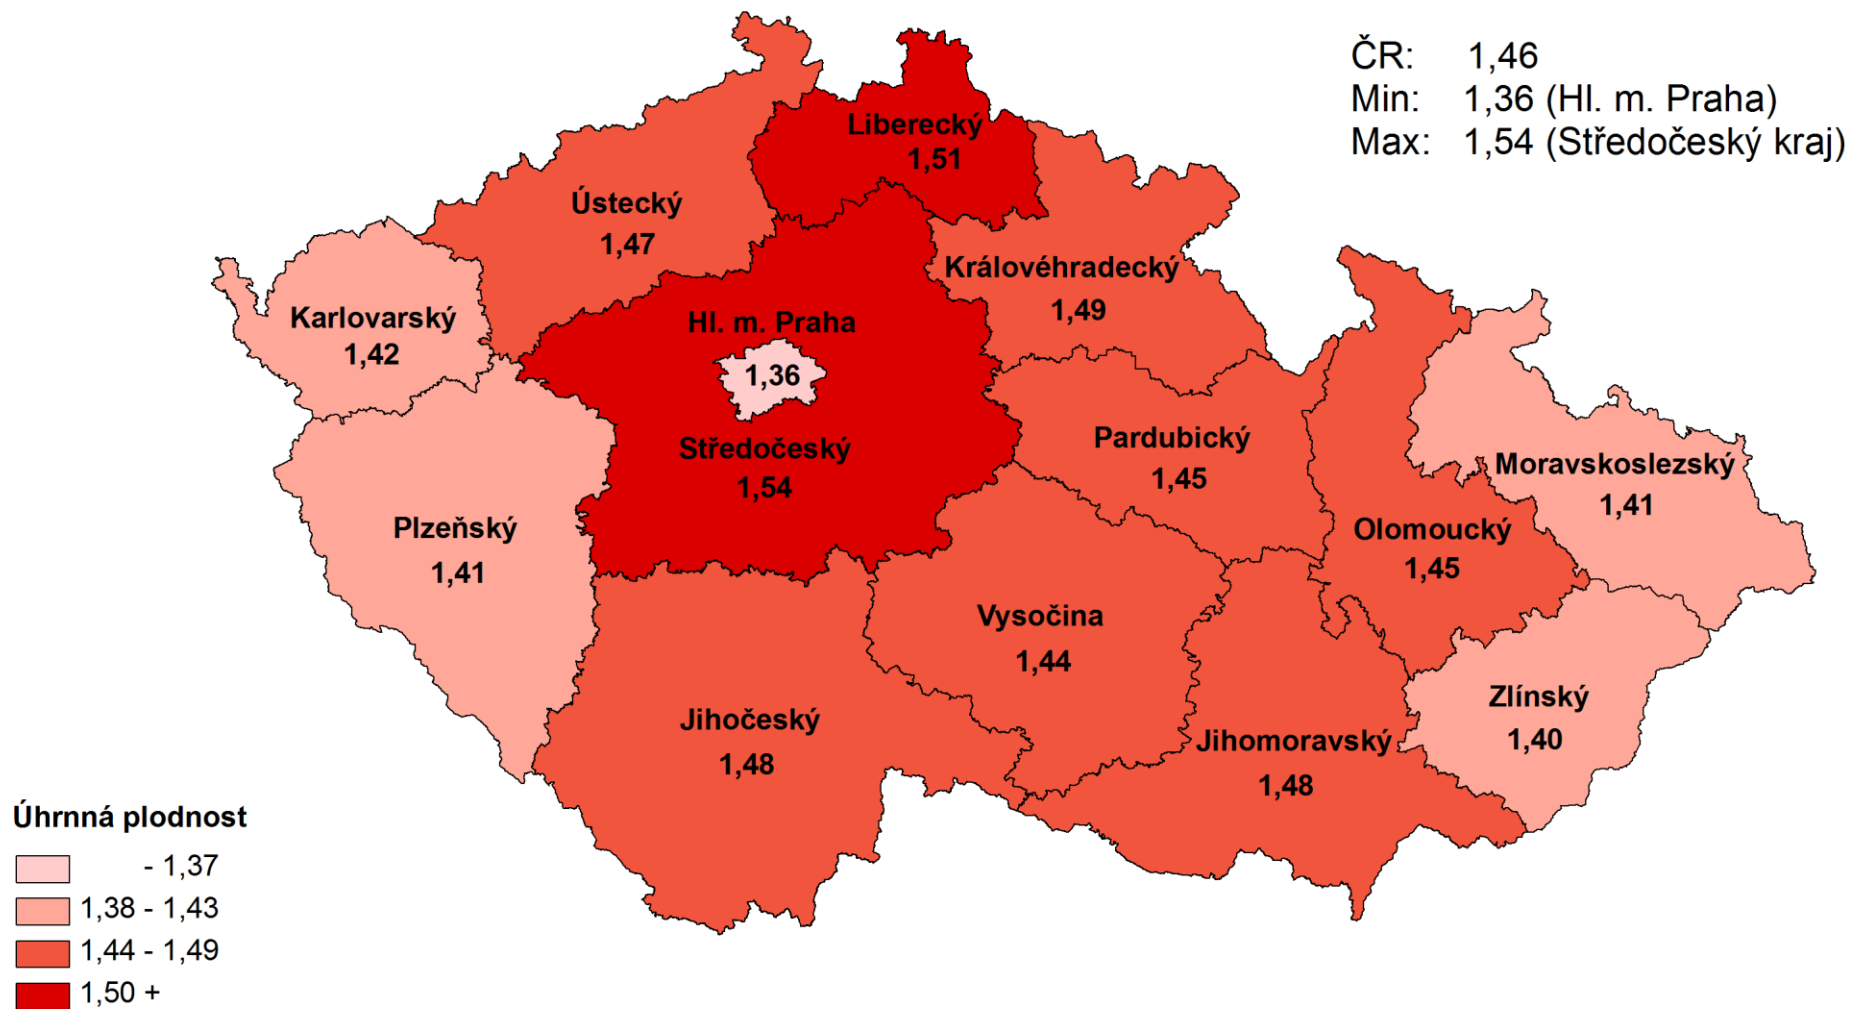 ČR: 1,46
Min: 1,36 (Hl. m. Praha)
Max: 1,54 (Středočeský kraj)
Liberecký
1,51
Ústecký
1,47
Královéhradecký
1,49
Karlovarský
1,42
Hl. m. Praha
1,36
Středočeský
1,54
Pardubický
1,45
Moravskoslezský
1,41
Plzeňský
1,41
Olomoucký
1,45
Vysočina
1,44
Zlínský
1,40
Jihočeský
1,48
Jihomoravský
1,48
Úhrnná plodnost
- 1,37
1,38 - 1,43
1,44 - 1,49
1,50 +